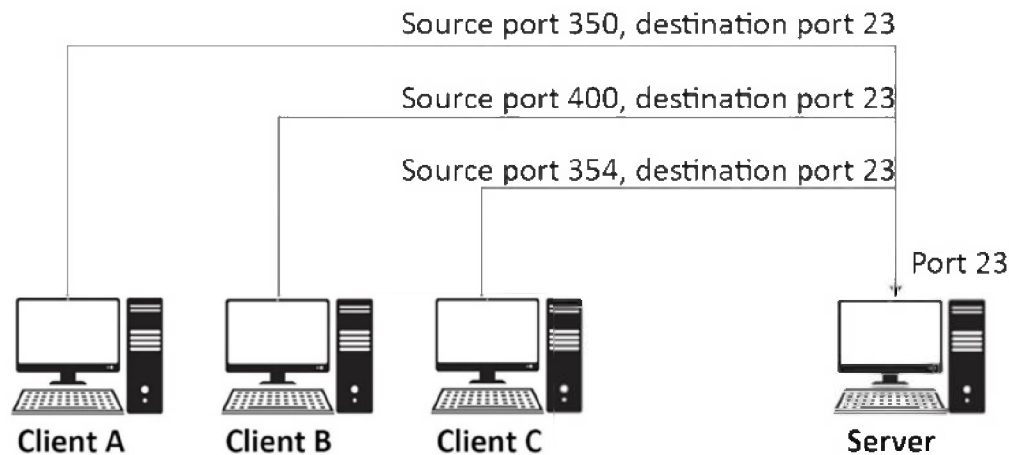 Source port 350, destination port 23
Source port 400, destination port 23
Source port 354, destination port 23
Port 23
Client A
Client B
Client C
Server